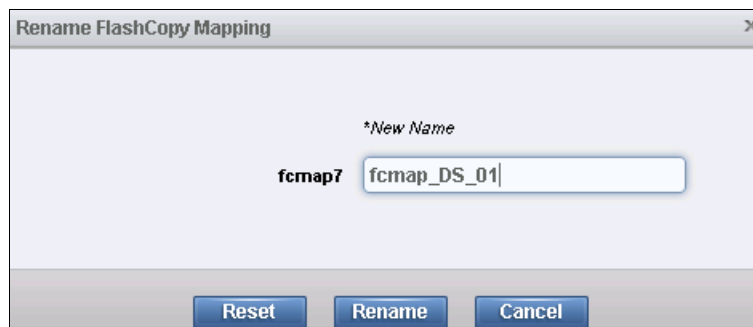 Rename FlashCopy Mapping
*New Name
fcmap7 fcmap_DS_01
Reset Rename Cancel